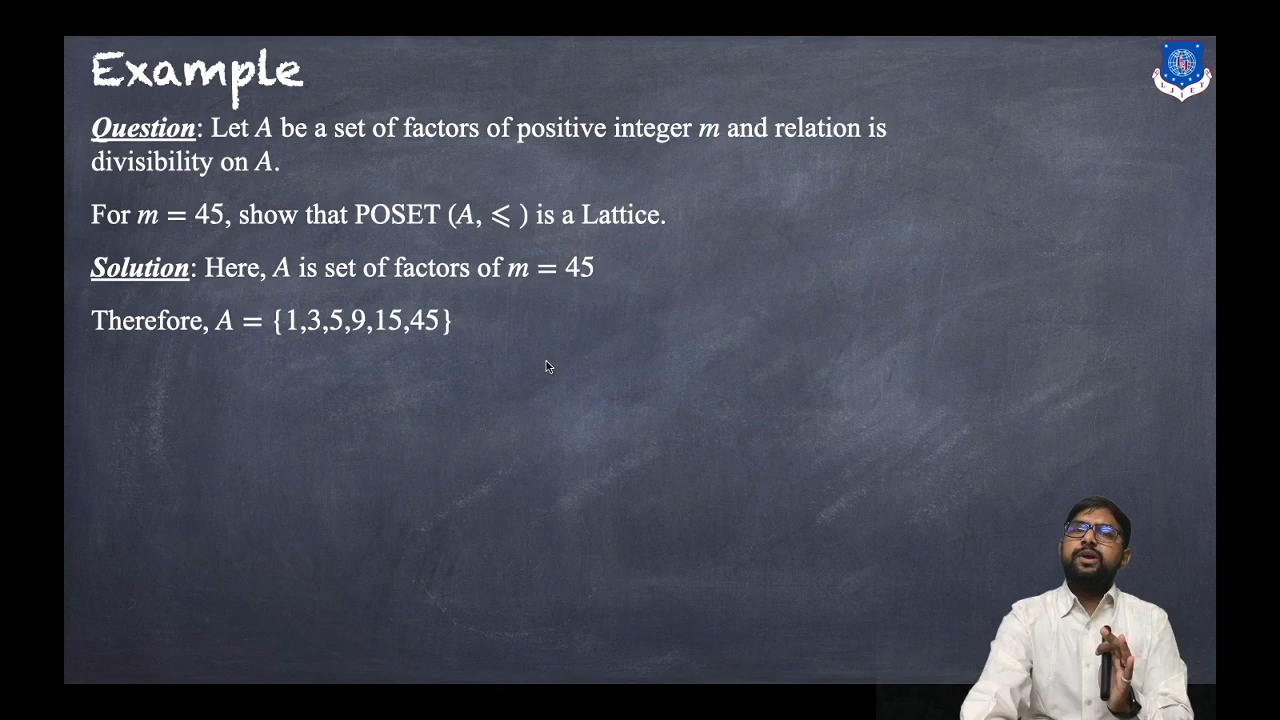 Example
Question: Let A be a set of factors of positive integer m and relation is
divisibility on A.
For m = 45, show that POSET (A, ⩽ ) is a Lattice.
Solution: Here, A is set of factors of m = 45
Therefore, A = {1,3,5,9,15,45}